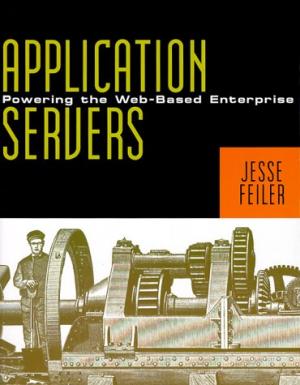 APPLICATION
Powering the Web-Based Enterprise
SERVERS
JESSE
FEILER